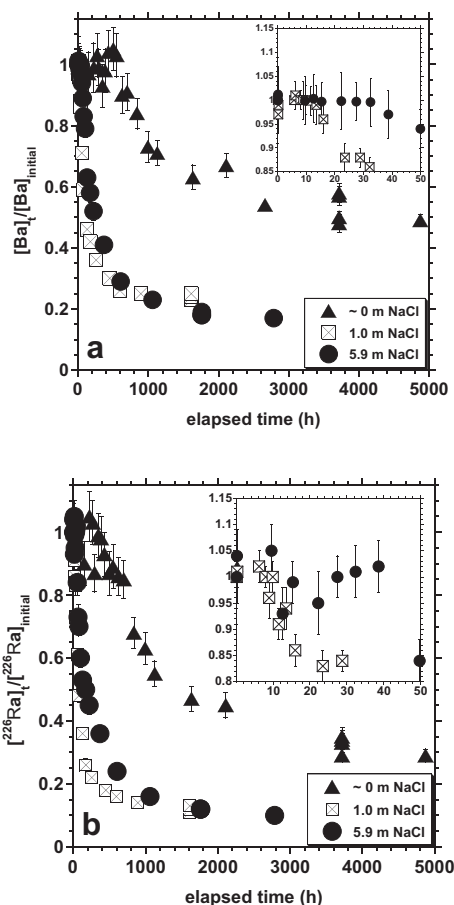 1.15
1.1
1.05
1.00
0.95
0.9
0.85
0 10 20 30 40 50
1
0.8
0.6
0.4
0.2
0
[Ba]t/[Ba]initial
a
▲ ~ 0 m NaCl
1.0 m NaCl
● 5.9 m NaCl
0 1000 2000 3000 4000 5000
elapsed time (h)
1.15
1.1
1.05
1.0
0.95
0.9
0.85
0.8
0 10 20 30 40 50
1
0.8
0.6
0.4
0.2
0
[²²⁶Ra]t/[²²⁶Ra]initial
b
▲ ~ 0 m NaCl
1.0 m NaCl
● 5.9 m NaCl
0 1000 2000 3000 4000 5000
elapsed time (h)